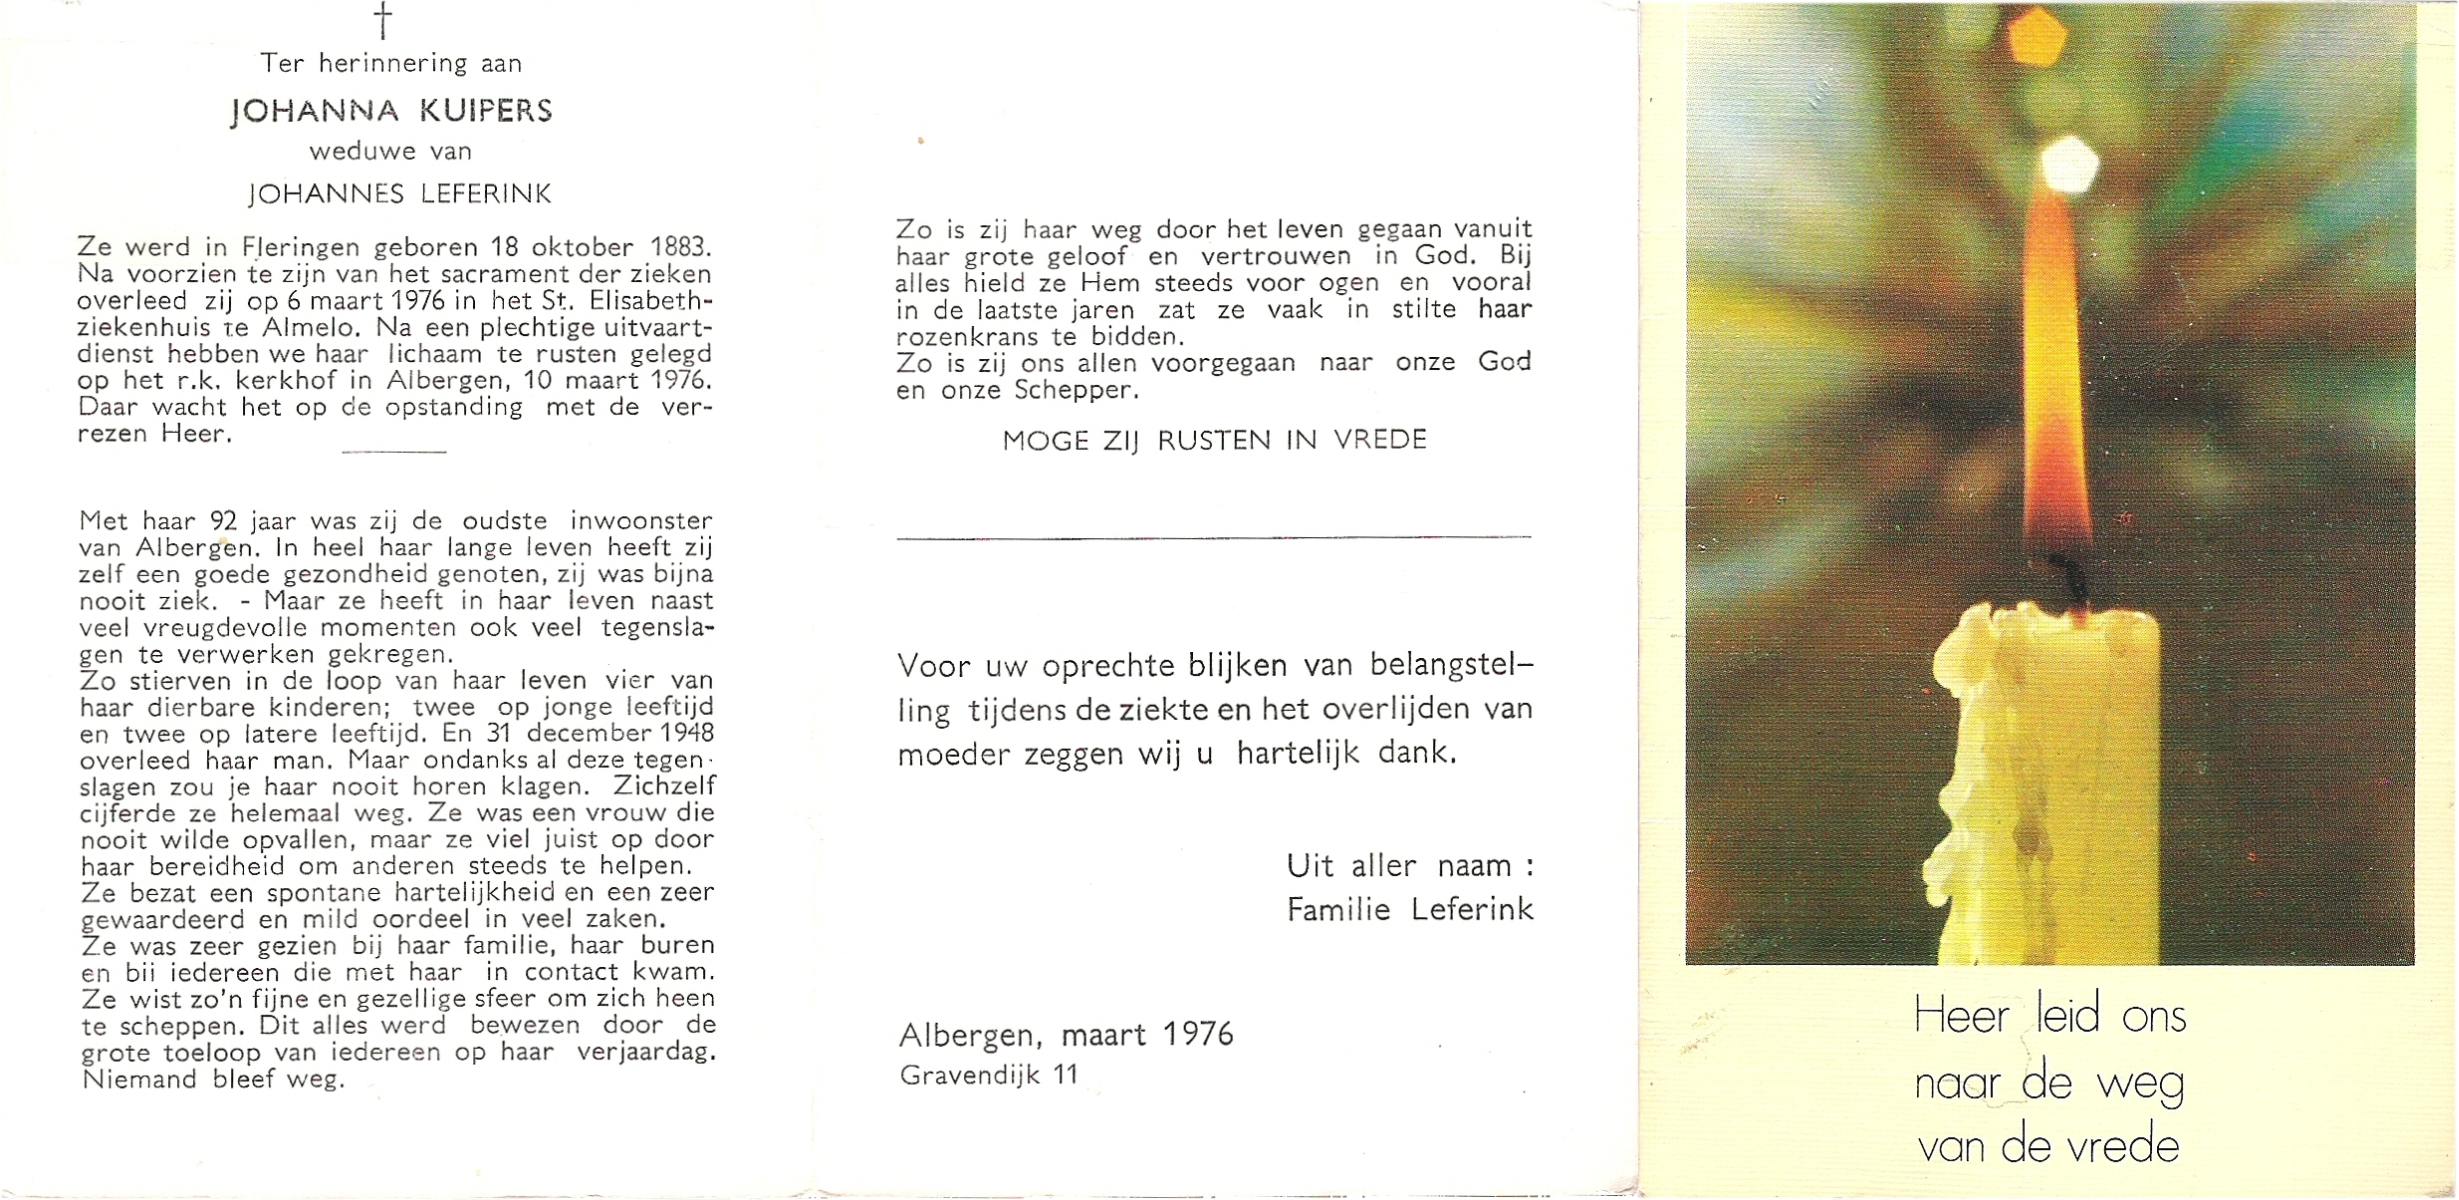 Ter herinnering aan
JOHANNA KUIPERS
weduwe van
JOHANNES LEFERINK
Ze werd in Fleringen geboren 18 oktober 1883.
Na voorzien te zijn van het sacrament der zieken
overleed zij op 6 maart 1976 in het St. Elisabeth-
ziekenhuis te Almelo. Na een plechtige uitvaart-
dienst hebben we haar lichaam te rusten gelegd
op het r.k. kerkhof in Albergen, 10 maart 1976.
Daar wacht het op de opstanding met de ver-
rezen Heer.
Met haar 92 jaar was zij de oudste inwoonster
van Albergen. In heel haar lange leven heeft zij
zelf een goede gezondheid genoten, zij was bijna
nooit ziek. - Maar ze heeft in haar leven naast
veel vreugdevolle momenten ook veel tegensla-
gen te verwerken gekregen.
Zo stierven in de loop van haar leven vier van
haar dierbare kinderen; twee op jonge leeftijd
en twee op latere leeftijd. En 31 december 1948
overleed haar man. Maar ondanks al deze tegen-
slagen zou je haar nooit horen klagen. Zichzelf
cijferde ze helemaal weg. Ze was een vrouw die
nooit wilde opvallen, maar ze viel juist op door
haar bereidheid om anderen steeds te helpen.
Ze bezat een spontane hartelijkheid en een zeer
gewaardeerd en mild oordeel in veel zaken.
Ze was zeer gezien bij haar familie, haar buren
en bij iedereen die met haar in contact kwam.
Ze wist zo'n fijne en gezellige sfeer om zich heen
te scheppen. Dit alles werd bewezen door de
grote toeloop van iedereen op haar verjaardag.
Niemand bleef weg.
Zo is zij haar weg door het leven gegaan vanuit
haar grote geloof en vertrouwen in God. Bij
alles hield ze Hem steeds voor ogen en vooral
in de laatste jaren zat ze vaak in stilte haar
rozenkrans te bidden.
Zo is zij ons allen voorgegaan naar onze God
en onze Schepper.
MOGE ZIJ RUSTEN IN VREDE
Voor uw oprechte blijken van belangstel-
ling tijdens de ziekte en het overlijden van
moeder zeggen wij u hartelijk dank.
Uit aller naam :
Familie Leferink
Albergen, maart 1976
Gravendijk 11
Heer leid ons
naar de weg
van de vrede